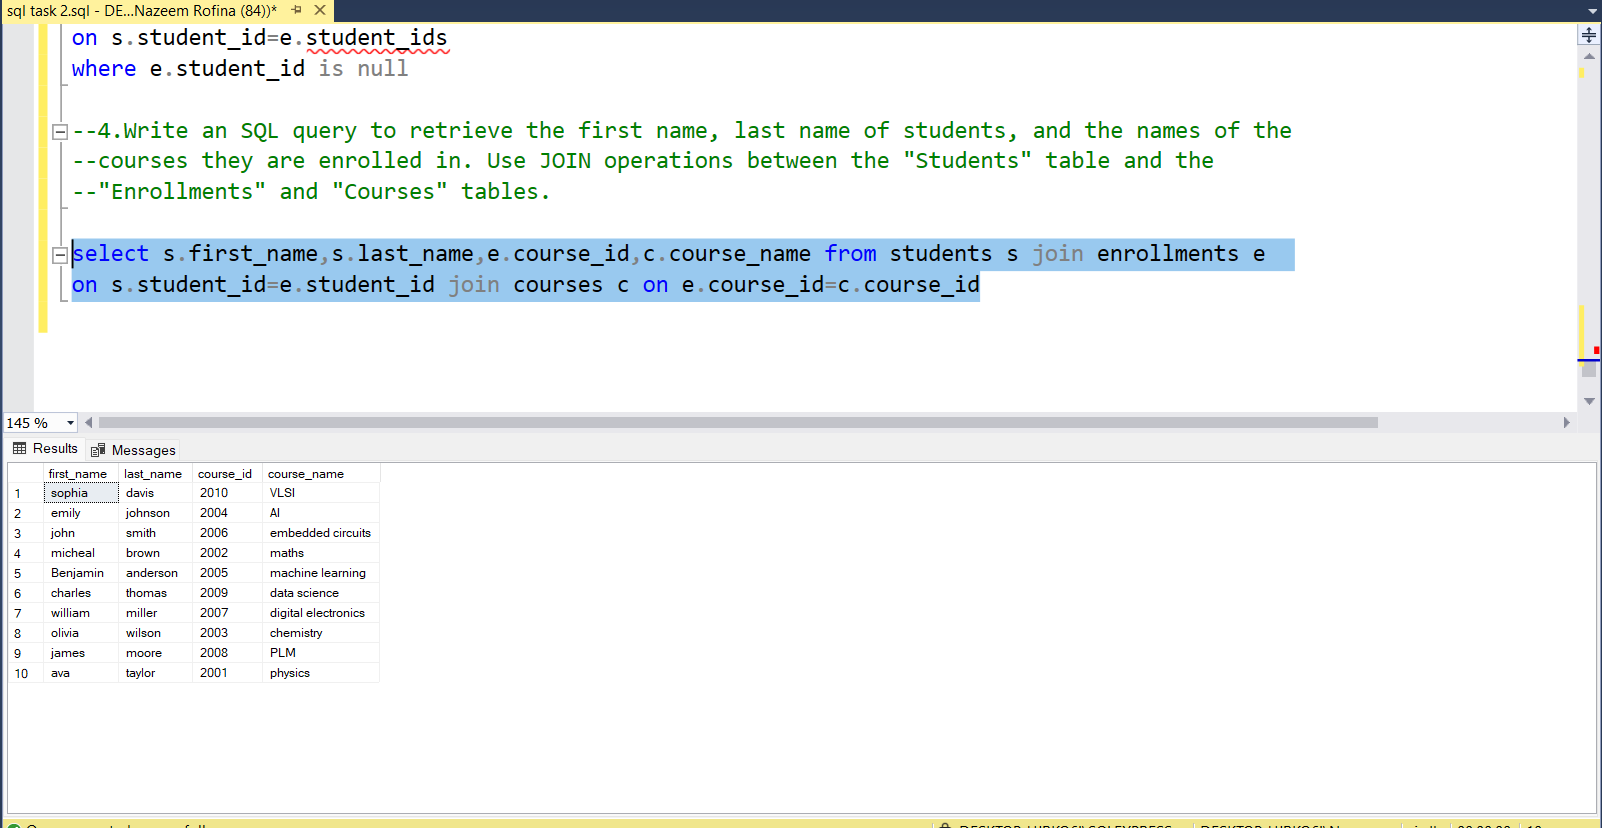 sql task 2.sql - DE...Nazeem Rofina (84))*
on s.student_id=e.student_ids
where e.student_id is null
--4.Write an SQL query to retrieve the first name, last name of students, and the names of the
--courses they are enrolled in. Use JOIN operations between the "Students" table and the
--"Enrollments" and "Courses" tables.
select s.first_name,s.last_name,e.course_id,c.course_name from students s join enrollments e
on s.student_id=e.student_id join courses c on e.course_id=c.course_id
145 %
Results Messages
first_name last_name course_id course_name
1 sophia davis 2010 VLSI
2 emily johnson 2004 AI
3 john smith 2006 embedded circuits
4 micheal brown 2002 maths
5 Benjamin anderson 2005 machine learning
6 charles thomas 2009 data science
7 william miller 2007 digital electronics
8 olivia wilson 2003 chemistry
9 james moore 2008 PLM
10 ava taylor 2001 physics